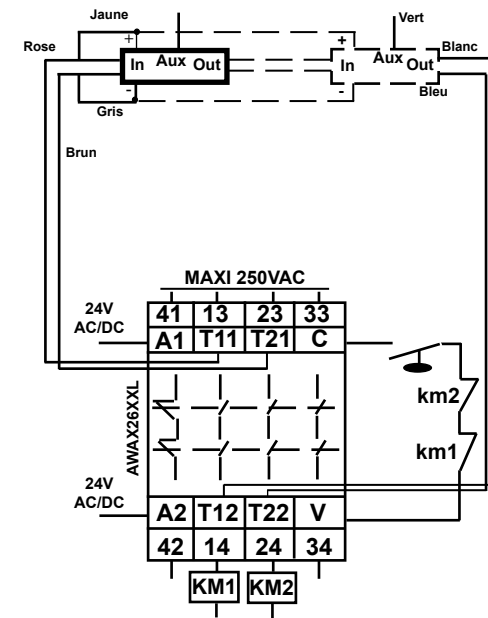 Jaune
Vert
Rose
Blanc
+
In Aux Out
-
+
In Aux Out
-
Bleu
Gris
Brun
MAXI 250VAC
24V
AC/DC
41 13 23 33
A1 T11 T21 C
km2
km1
AWAX26XXL
24V
AC/DC
A2 T12 T22 V
42 14 24 34
KM1 KM2